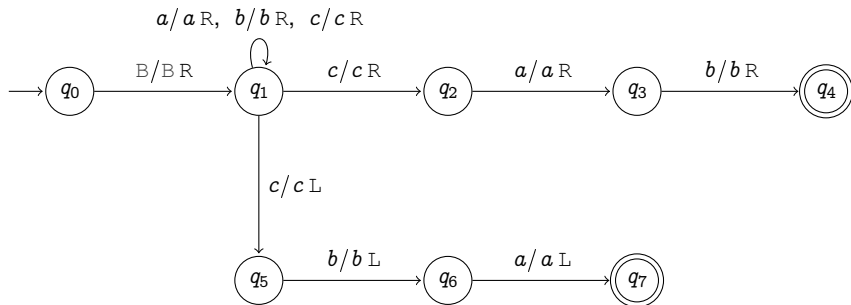 a/a R, b/b R, c/c R
q0 B/B R q1 c/c R q2 a/a R q3 b/b R q4
c/c L
q5 b/b L q6 a/a L q7